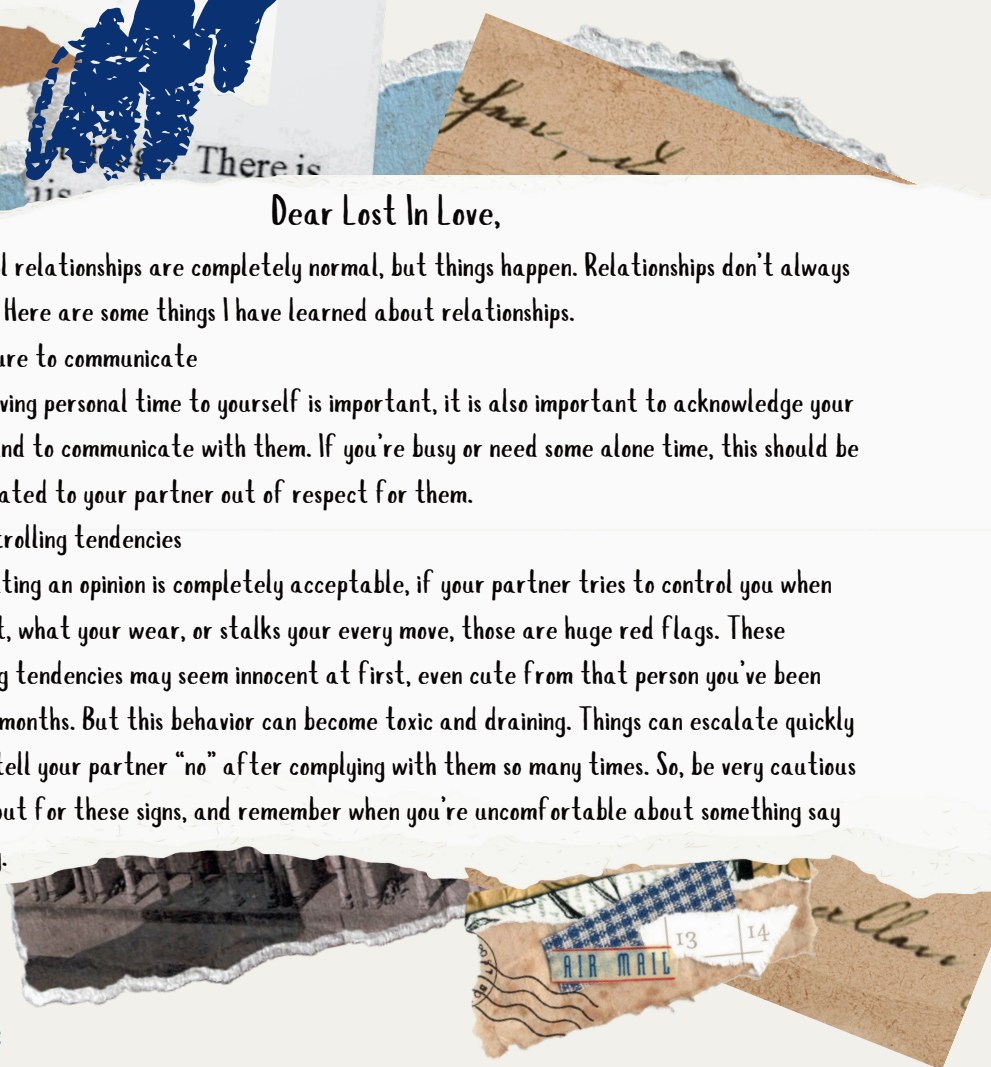 There is
Dear Lost In Love,
relationships are completely normal, but things happen. Relationships don't always
Here are some things I have learned about relationships.
ure to communicate
ving personal time to yourself is important, it is also important to acknowledge your
nd to communicate with them. If you're busy or need some alone time, this should be
ated to your partner out of respect for them.
rolling tendencies
ting an opinion is completely acceptable, if your partner tries to control you when
t, what your wear, or stalks your every move, those are huge red flags. These
g tendencies may seem innocent at first, even cute from that person you've been
months. But this behavior can become toxic and draining. Things can escalate quickly
tell your partner “no” after complying with them so many times. So, be very cautious
out for these signs, and remember when you're uncomfortable about something say
13 14
AIR MAIL